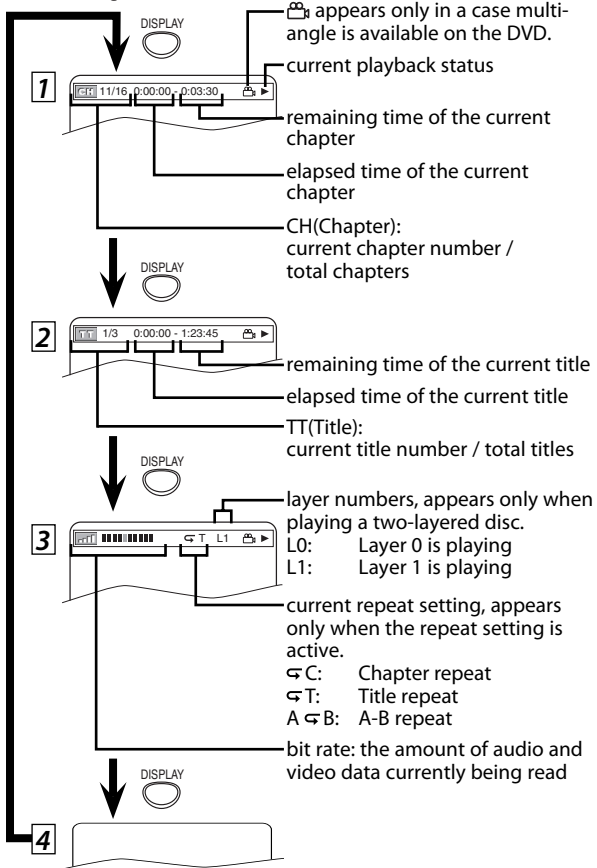 DISPLAY
appears only in a case multi-
angle is available on the DVD.
current playback status
1
CH 11/16 0:00:00 - 0:03:30
remaining time of the current
chapter
elapsed time of the current
chapter
CH(Chapter):
current chapter number /
total chapters
DISPLAY
2
TT 1/3 0:00:00 - 1:23:45
remaining time of the current title
elapsed time of the current title
TT(Title):
current title number / total titles
DISPLAY
layer numbers, appears only when
playing a two-layered disc.
L0: Layer 0 is playing
L1: Layer 1 is playing
3
T L1
current repeat setting, appears
only when the repeat setting is
active.
C: Chapter repeat
T: Title repeat
A B: A-B repeat
bit rate: the amount of audio and
video data currently being read
DISPLAY
4